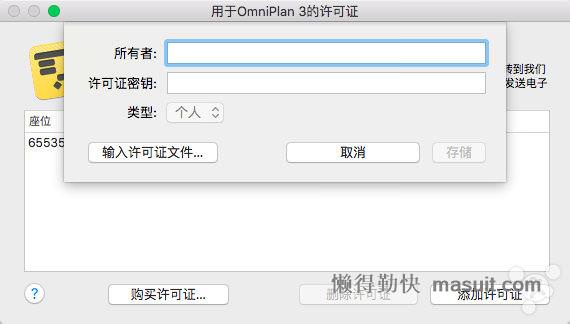 用于OmniPlan 3的许可证
所有者:
许可证密钥:
类型: 个人
输入许可证文件... 取消 存储
转到我们
发送电子
座位
65535
购买许可证... 删除许可证 添加许可证
懒得勤快 masuit.com
?